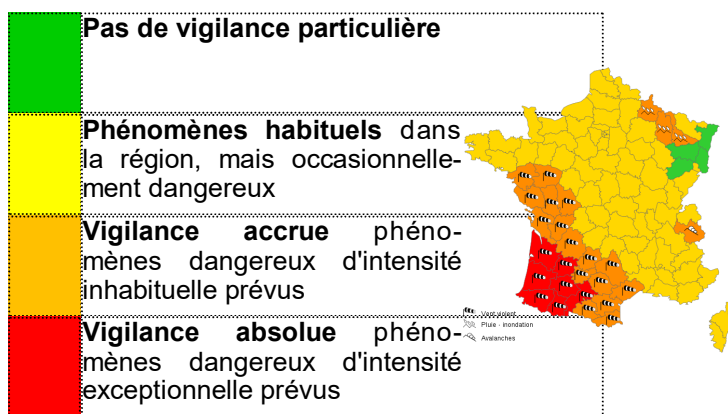 Pas de vigilance particulière
Phénomènes habituels dans
la région, mais occasionnelle-
ment dangereux
Vigilance accrue phéno-
mènes dangereux d'intensité
inhabituelle prévus
Vigilance absolue phéno-
mènes dangereux d'intensité
exceptionnelle prévus
Vent violent
Pluie - inondation
Avalanches